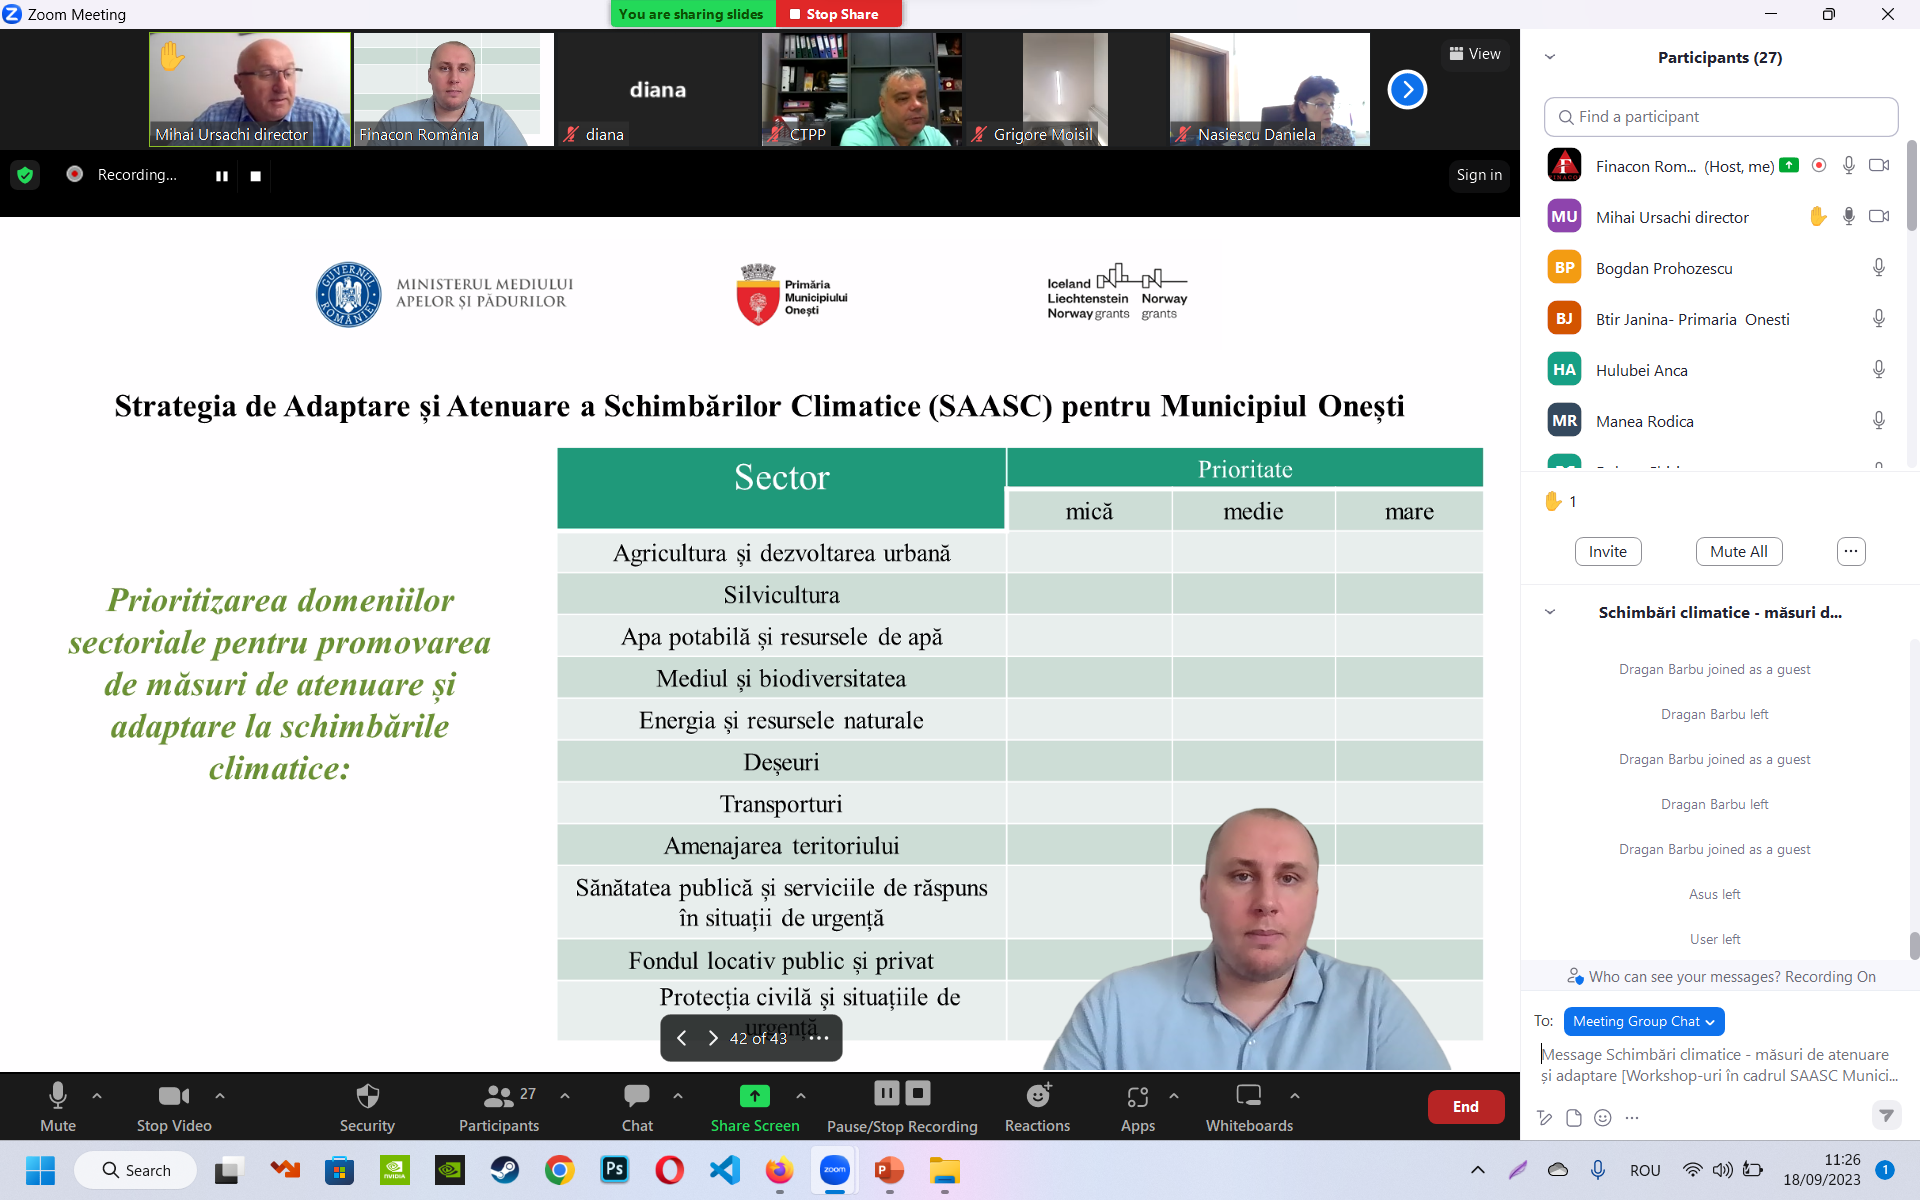 Zoom Meeting
You are sharing slides
Stop Share
Mihai Ursachi director
Finacon România
diana
diana
CTPP
Grigore Moisil
Nasiescu Daniela
View
Recording...
Sign in
GUVERNUL ROMÂNIEI
MINISTERUL MEDIULUI
APELOR ȘI PĂDURILOR
Primăria
Municipiului
Onești
Iceland
Liechtenstein
Norway grants
Norway
grants
Strategia de Adaptare și Atenuare a Schimbărilor Climatice (SAASC) pentru Municipiul Onești
Prioritizarea domeniilor
sectoriale pentru promovarea
de măsuri de atenuare și
adaptare la schimbările
climatice:
Sector
Prioritate
mică
medie
mare
Agricultura și dezvoltarea urbană
Silvicultura
Apa potabilă și resursele de apă
Mediul și biodiversitatea
Energia și resursele naturale
Deșeuri
Transporturi
Amenajarea teritoriului
Sănătatea publică și serviciile de răspuns
în situații de urgență
Fondul locativ public și privat
Protecția civilă și situațiile de
urgență
42 of 43
Participants (27)
Find a participant
Finacon Rom... (Host, me)
MU Mihai Ursachi director
BP Bogdan Prohozescu
BJ Btir Janina- Primaria Onesti
HA Hulubei Anca
MR Manea Rodica
1
Invite
Mute All
Schimbări climatice - măsuri d...
Dragan Barbu joined as a guest
Dragan Barbu left
Dragan Barbu joined as a guest
Dragan Barbu left
Dragan Barbu joined as a guest
Asus left
User left
Who can see your messages? Recording On
To: Meeting Group Chat
Message Schimbări climatice - măsuri de atenuare
și adaptare [Workshop-uri în cadrul SAASC Munici...
Mute
Stop Video
Security
Participants
27
Chat
Share Screen
Pause/Stop Recording
Reactions
Apps
Whiteboards
End
Search
Ps
zoom
ROU
11:26
18/09/2023
1